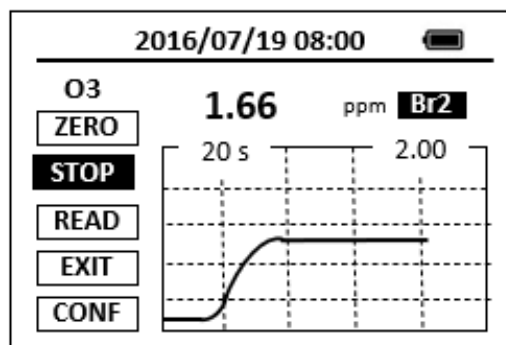 2016/07/19 08:00
O3
1.66 ppm Br2
ZERO
20 s 2.00
STOP
READ
EXIT
CONF